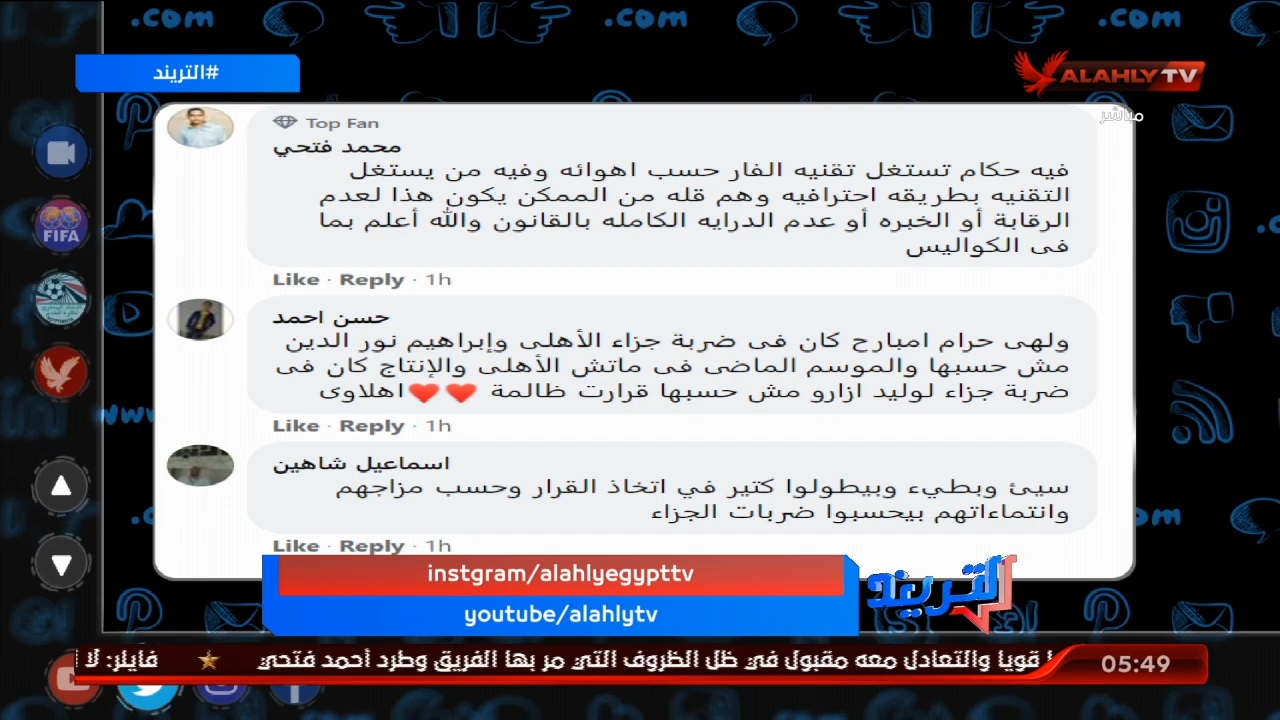 .com
.com
.com
#التريند
ALAHLY TV
مباشر
Top Fan
محمد فتحي
فيه حكام تستغل تقنيه الفار حسب اهوائه وفيه من يستغل
التقنيه بطريقه احترافيه وهم قله من الممكن يكون هذا لعدم
الرقابة أو الخبره أو عدم الدرايه الكامله بالقانون والله أعلم بما
فى الكواليس
Like · Reply · 1h
حسن احمد
ولهى حرام امبارح كان فى ضربة جزاء الأهلى وإبراهيم نور الدين
مش حسبها والموسم الماضى فى ماتش الأهلى والإنتاج كان فى
ضربة جزاء لوليد ازارو مش حسبها قرارت ظالمة ❤❤اهلاوى
Like · Reply · 1h
اسماعيل شاهين
سيئ وبطيء وبيطولوا كتير في اتخاذ القرار وحسب مزاجهم
وانتماءاتهم بيحسبوا ضربات الجزاء
Like · Reply · 1h
FIFA
instgram/alahlyegypttv
youtube/alahlytv
التريند
قويا والتعادل معه مقبول في ظل الظروف التي مر بها الفريق وطرد أحمد فتحي ★ فايلر: لا
05:49